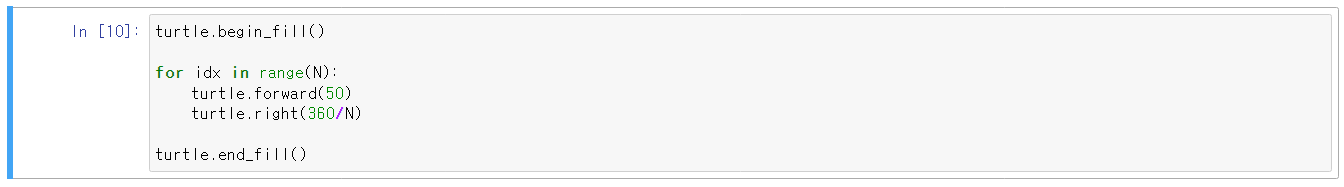 In [10]:
turtle.begin_fill()
for idx in range(N):
    turtle.forward(50)
    turtle.right(360/N)
turtle.end_fill()